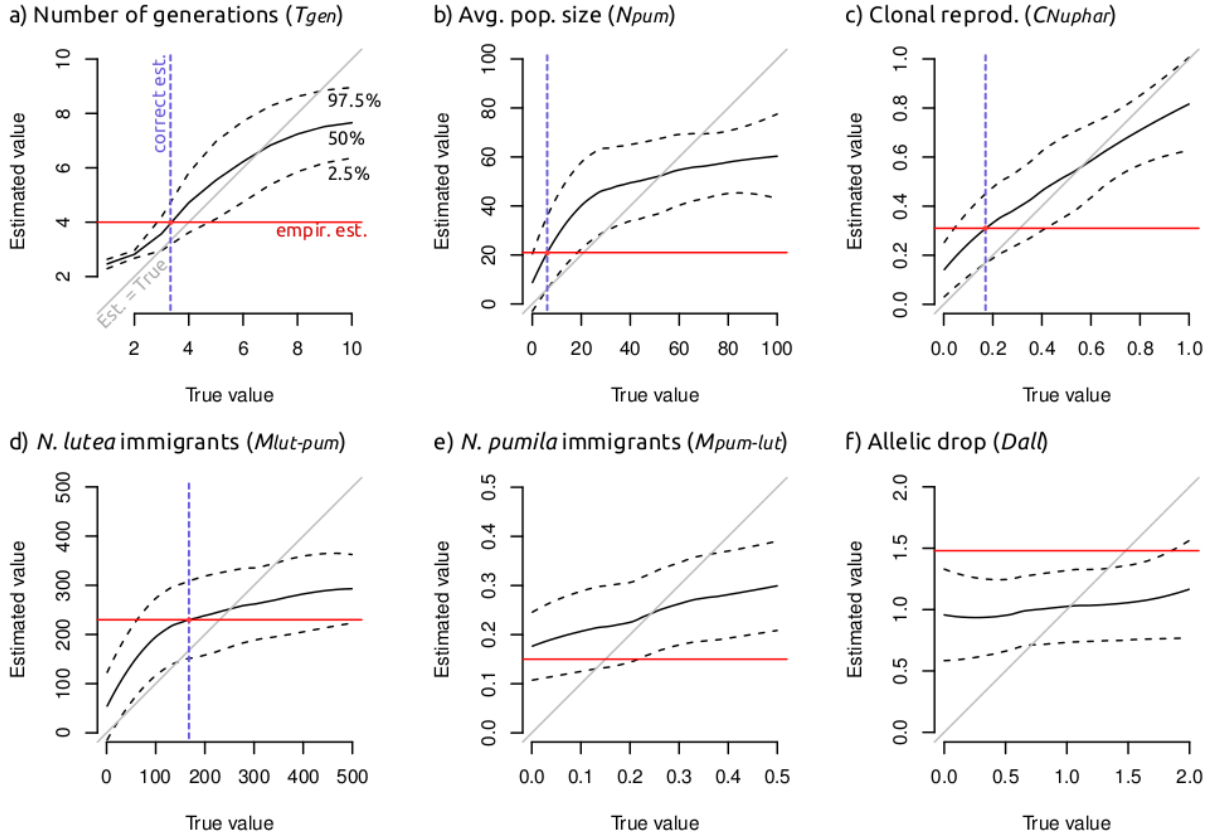 a) Number of generations (Tgen)
b) Avg. pop. size (Npum)
c) Clonal reprod. (CNuphar)
Estimated value
10
8
6
4
2
correct est.
97.5%
50%
2.5%
empir. est.
Est. = True
2 4 6 8 10
True value
Estimated value
100
80
60
40
20
0
0 20 40 60 80 100
True value
Estimated value
1.0
0.8
0.6
0.4
0.2
0.0
0.0 0.2 0.4 0.6 0.8 1.0
True value
d) N. lutea immigrants (Mlut-pum)
e) N. pumila immigrants (Mpum-lut)
f) Allelic drop (Dall)
Estimated value
500
400
300
200
100
0
0 100 200 300 400 500
True value
Estimated value
0.5
0.4
0.3
0.2
0.1
0.0
0.0 0.1 0.2 0.3 0.4 0.5
True value
Estimated value
2.0
1.5
1.0
0.5
0.0
0.0 0.5 1.0 1.5 2.0
True value